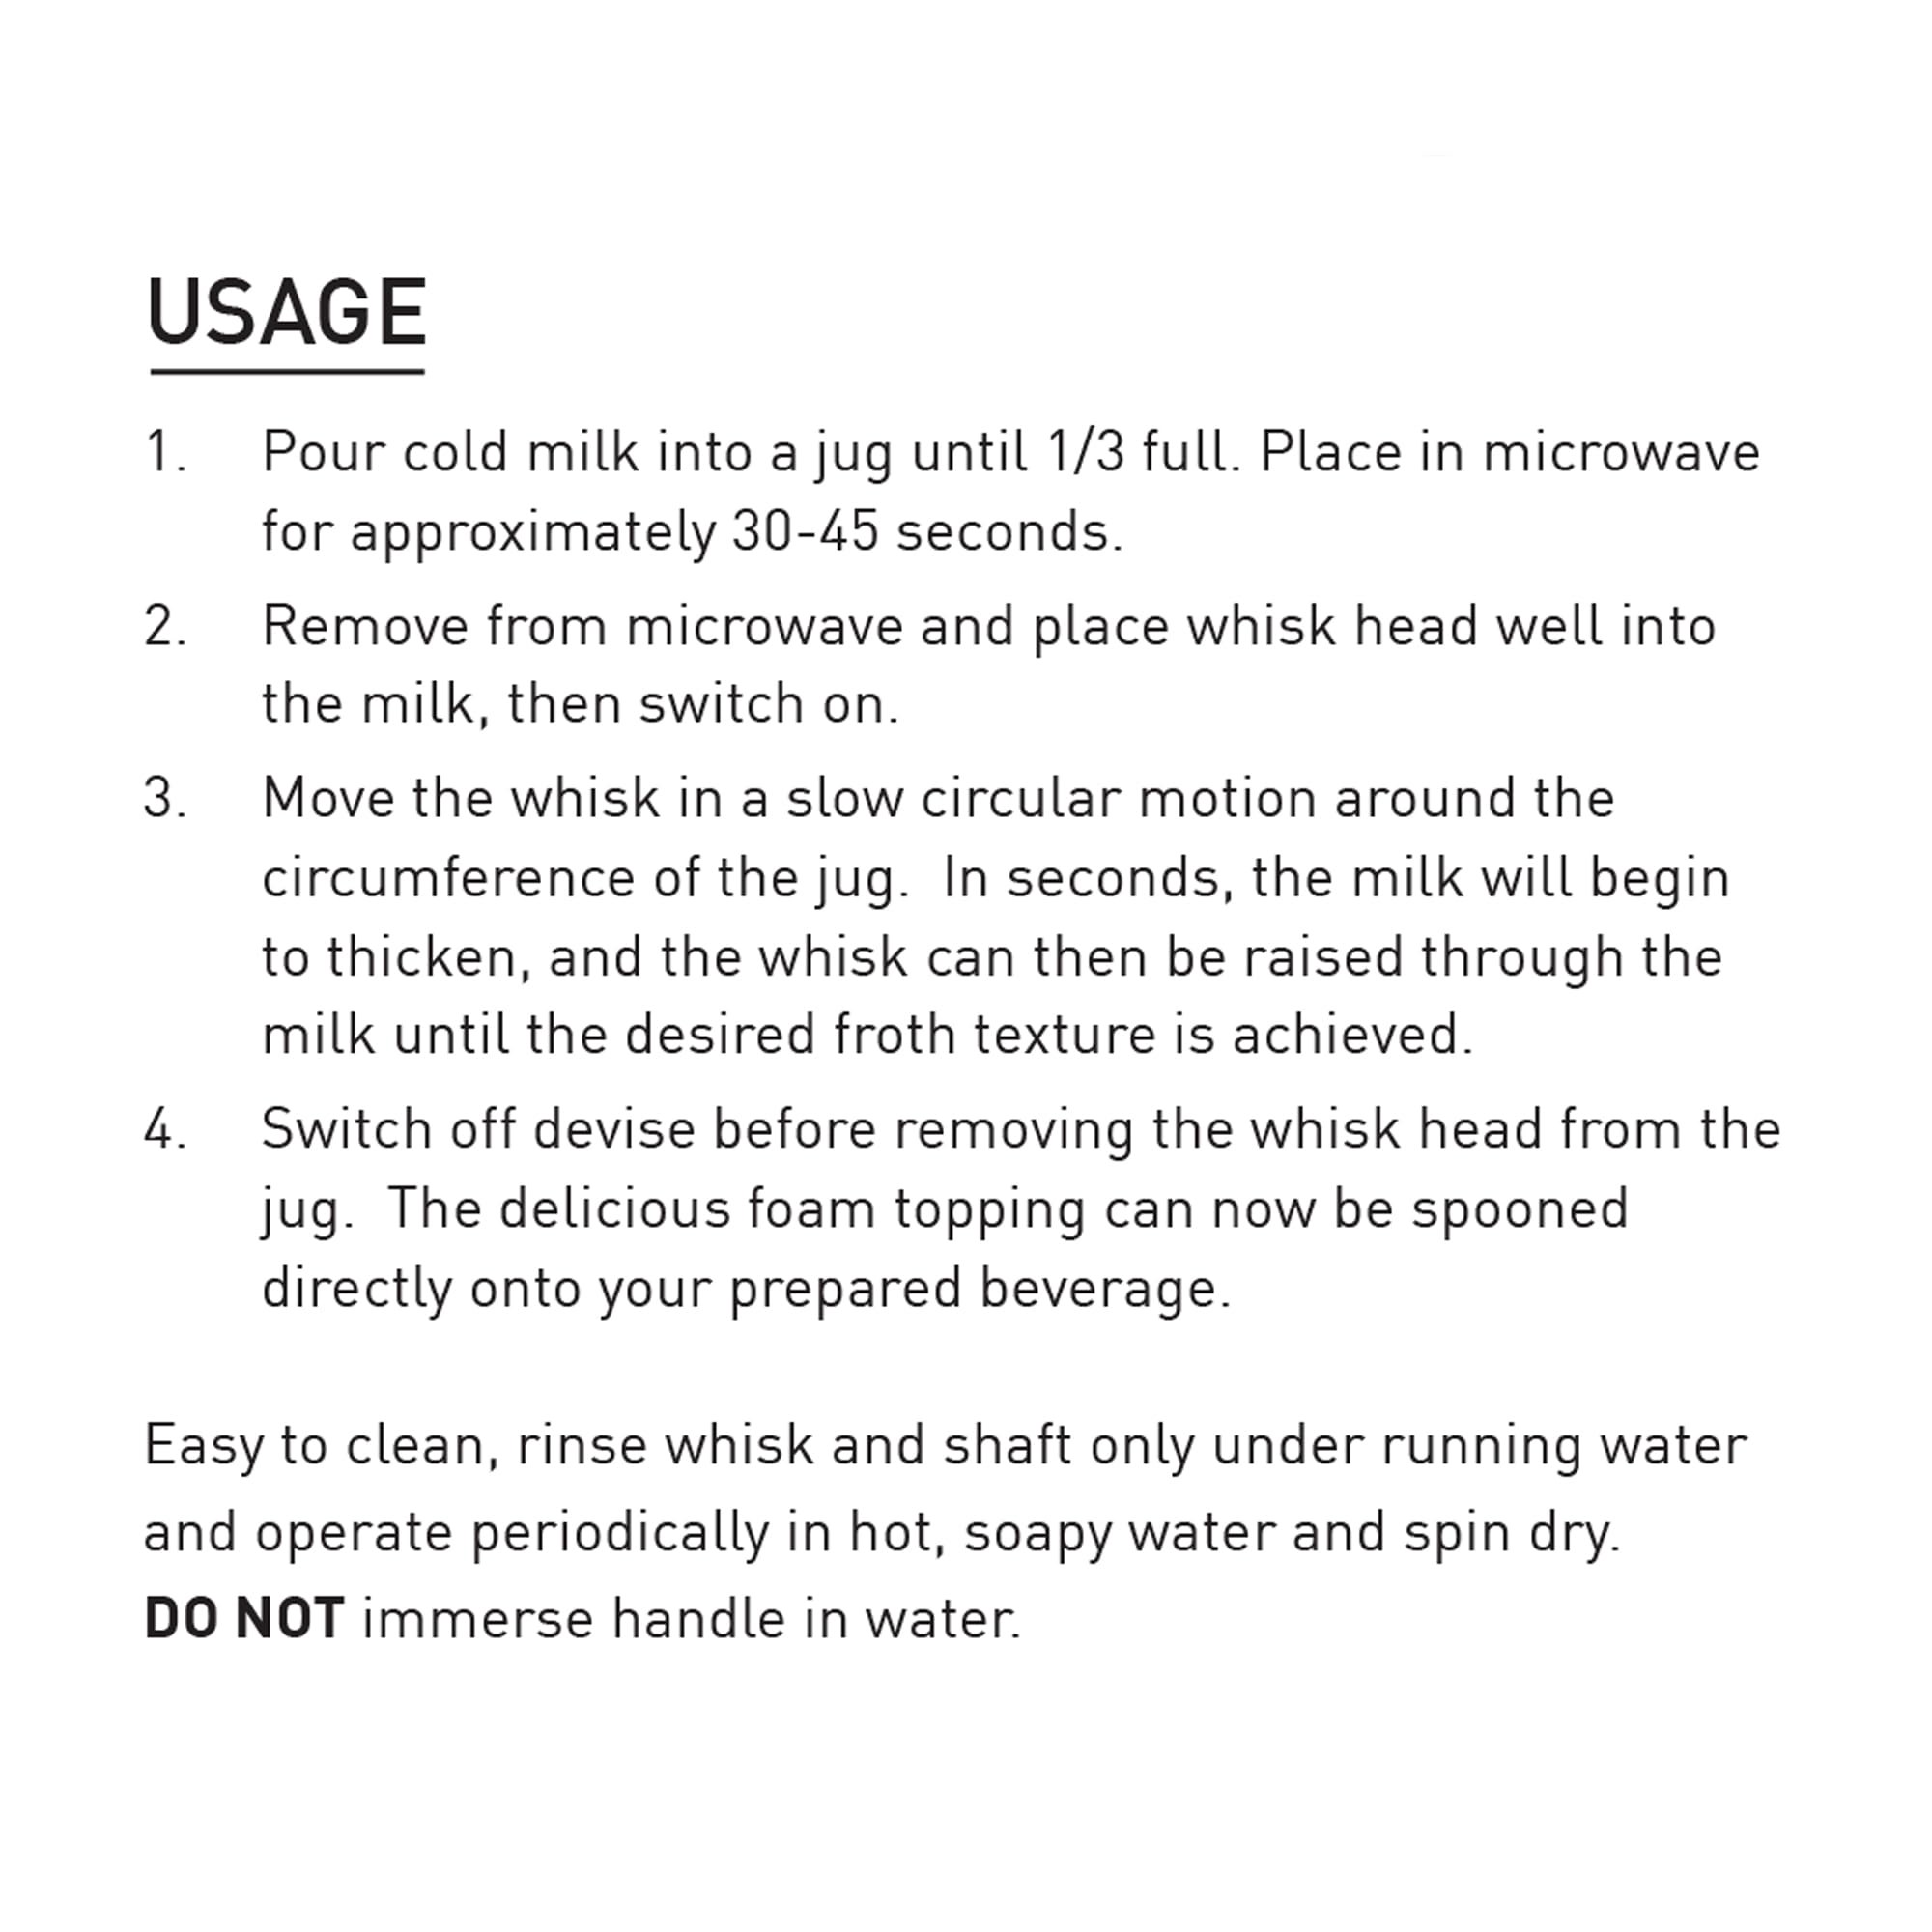 USAGE
1. Pour cold milk into a jug until 1/3 full. Place in microwave
for approximately 30-45 seconds.
2. Remove from microwave and place whisk head well into
the milk, then switch on.
3. Move the whisk in a slow circular motion around the
circumference of the jug.  In seconds, the milk will begin
to thicken, and the whisk can then be raised through the
milk until the desired froth texture is achieved.
4. Switch off devise before removing the whisk head from the
jug.  The delicious foam topping can now be spooned
directly onto your prepared beverage.
Easy to clean, rinse whisk and shaft only under running water
and operate periodically in hot, soapy water and spin dry.
DO NOT immerse handle in water.